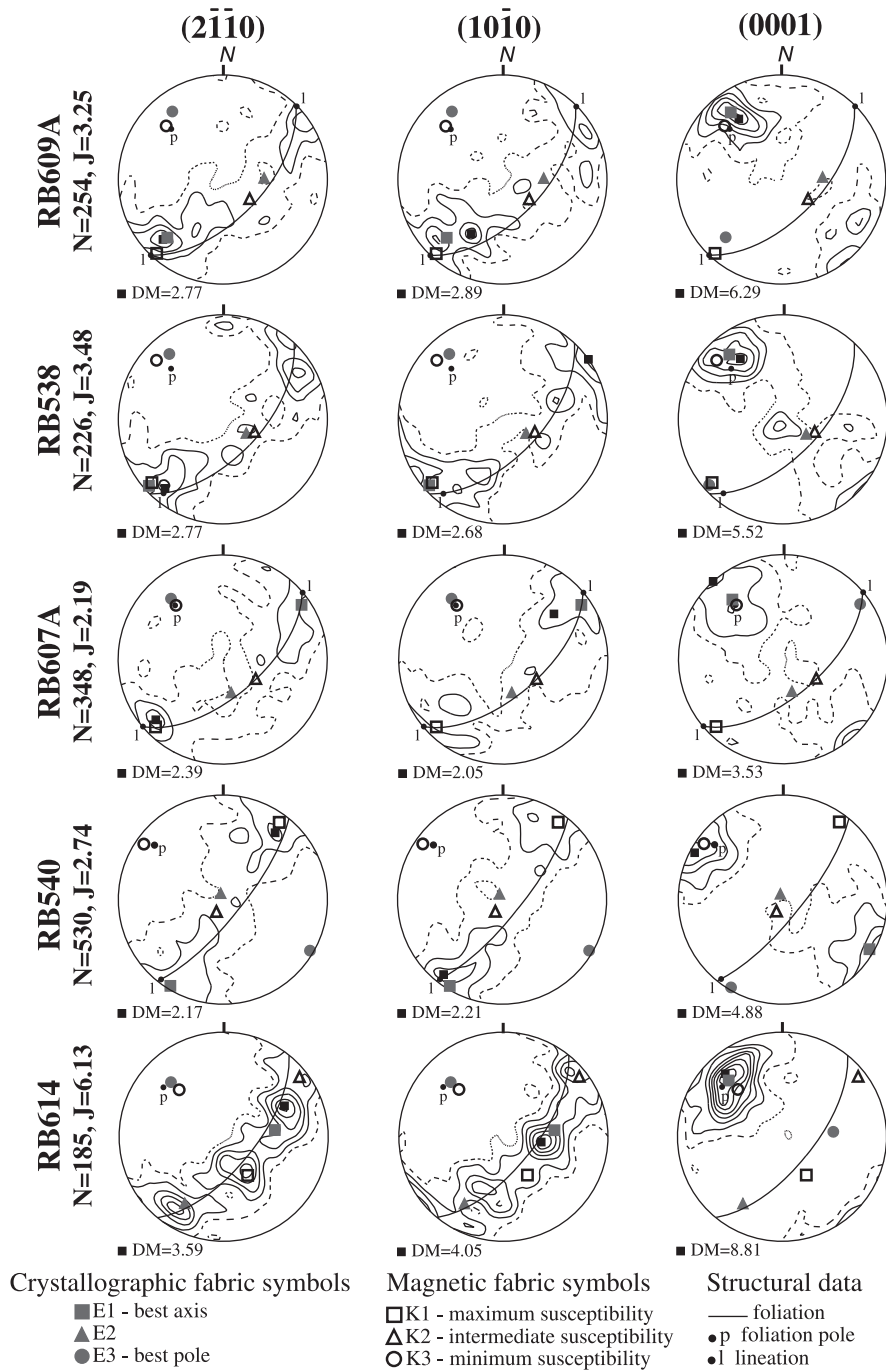 (2̄1̄10) (10̄10) (0001)
N N N
RB609A
N=254, J=3.25
l l
p p p
l l l
DM=2.77 DM=2.89 DM=6.29
RB538
N=226, J=3.48
p p p
l l l
DM=2.77 DM=2.68 DM=5.52
RB607A
N=348, J=2.19
l l l
p p p
l
DM=2.39 DM=2.05 DM=3.53
RB540
N=530, J=2.74
p p p
l l l
DM=2.17 DM=2.21 DM=4.88
RB614
N=185, J=6.13
p p p
DM=3.59 DM=4.05 DM=8.81
Crystallographic fabric symbols Magnetic fabric symbols Structural data
E1 - best axis K1 - maximum susceptibility foliation
E2 K2 - intermediate susceptibility p foliation pole
E3 - best pole K3 - minimum susceptibility l lineation